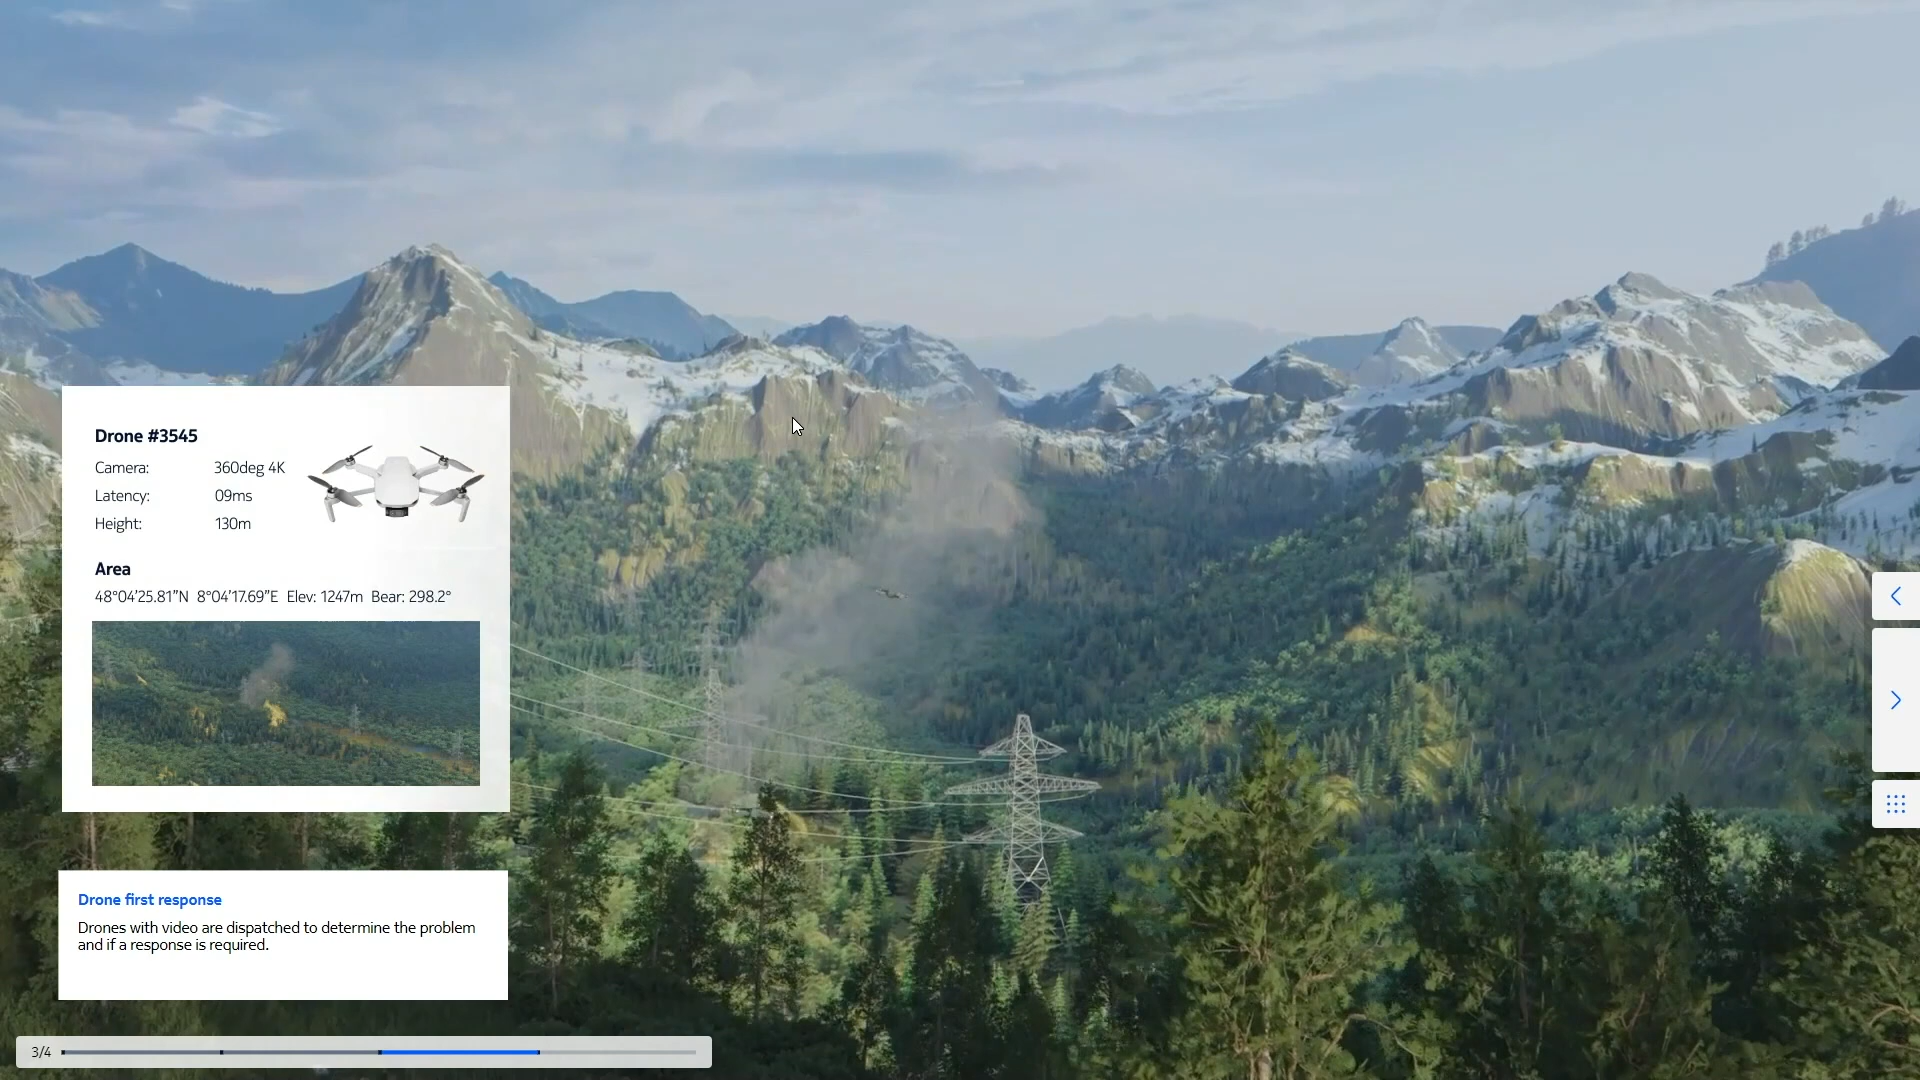 Drone #3545
Camera: 360deg 4K
Latency: 09ms
Height: 130m
Area
48°04′25.81″N 8°04′17.69″E Elev: 1247m Bear: 298.2°
Drone first response
Drones with video are dispatched to determine the problem
and if a response is required.
3/4